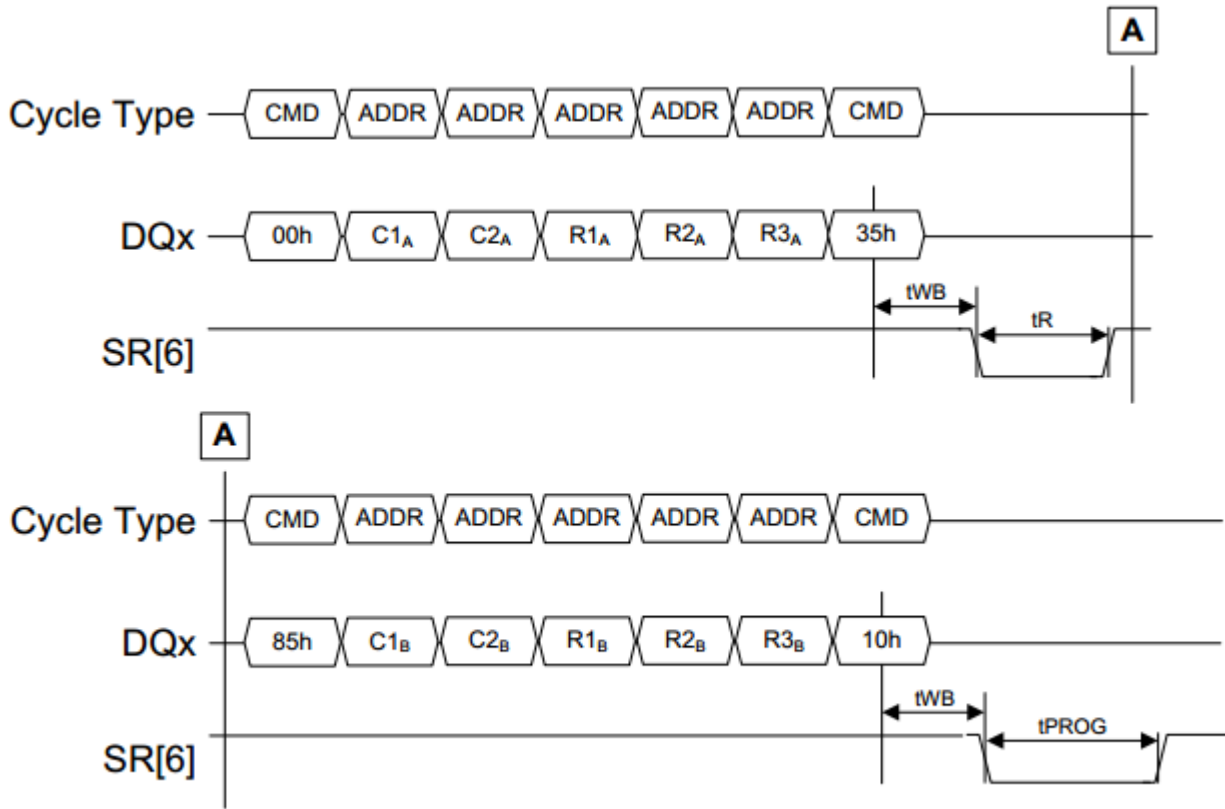 A
Cycle Type CMD ADDR ADDR ADDR ADDR ADDR CMD
DQx 00h C1A C2A R1A R2A R3A 35h
tWB tR
SR[6]
A
Cycle Type CMD ADDR ADDR ADDR ADDR ADDR CMD
DQx 85h C1B C2B R1B R2B R3B 10h
tWB tPROG
SR[6]